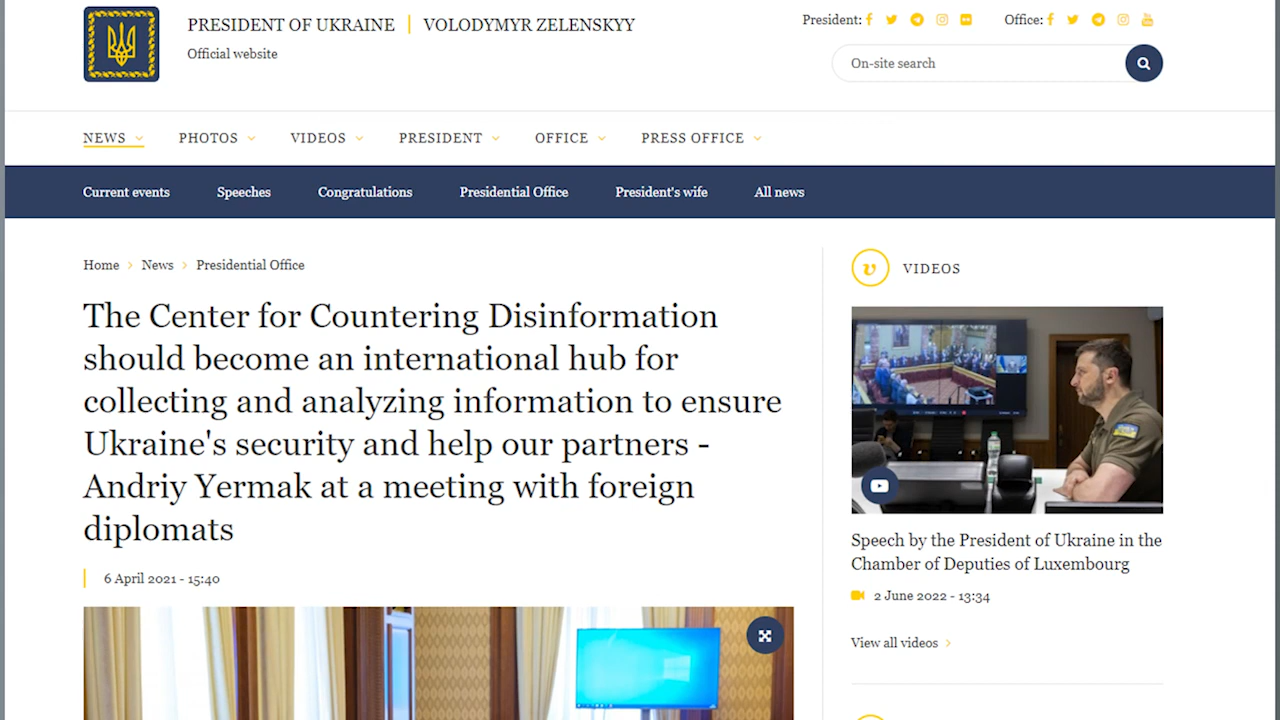 PRESIDENT OF UKRAINE | VOLODYMYR ZELENSKYY
Official website
President:
Office:
On-site search
NEWS
PHOTOS
VIDEOS
PRESIDENT
OFFICE
PRESS OFFICE
Current events
Speeches
Congratulations
Presidential Office
President's wife
All news
Home > News > Presidential Office
The Center for Countering Disinformation
should become an international hub for
collecting and analyzing information to ensure
Ukraine's security and help our partners -
Andriy Yermak at a meeting with foreign
diplomats
6 April 2021 - 15:40
VIDEOS
Speech by the President of Ukraine in the
Chamber of Deputies of Luxembourg
2 June 2022 - 13:34
View all videos >